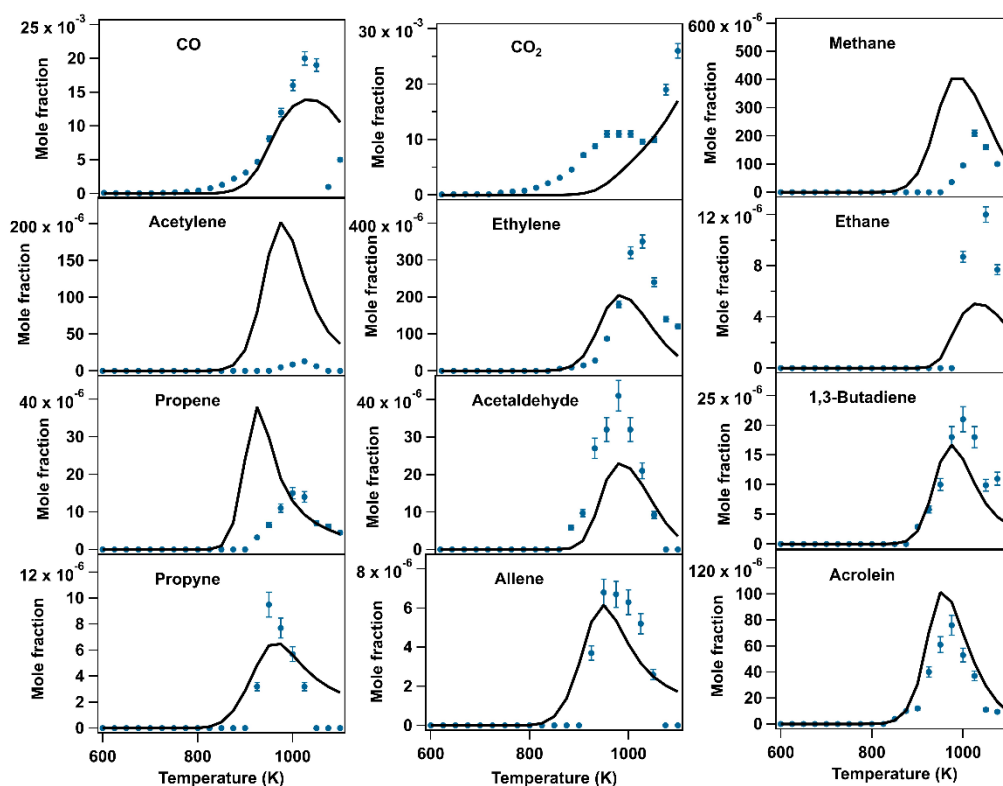 25 x 10⁻³
20
15
10
5
0
Mole fraction
CO
30 x 10⁻³
20
10
0
Mole fraction
CO₂
600 x 10⁻⁶
500
400
300
200
100
0
Mole fraction
Methane
200 x 10⁻⁶
150
100
50
0
Mole fraction
Acetylene
400 x 10⁻⁶
300
200
100
0
Mole fraction
Ethylene
12 x 10⁻⁶
8
4
0
Mole fraction
Ethane
40 x 10⁻⁶
30
20
10
0
Mole fraction
Propene
40 x 10⁻⁶
30
20
10
0
Mole fraction
Acetaldehyde
25 x 10⁻⁶
20
15
10
5
0
Mole fraction
1,3-Butadiene
12 x 10⁻⁶
10
8
6
4
2
0
Mole fraction
Propyne
8 x 10⁻⁶
6
4
2
0
Mole fraction
Allene
120 x 10⁻⁶
100
80
60
40
20
0
Mole fraction
Acrolein
600 800 1000
Temperature (K)
600 800 1000
Temperature (K)
600 800 1000
Temperature (K)